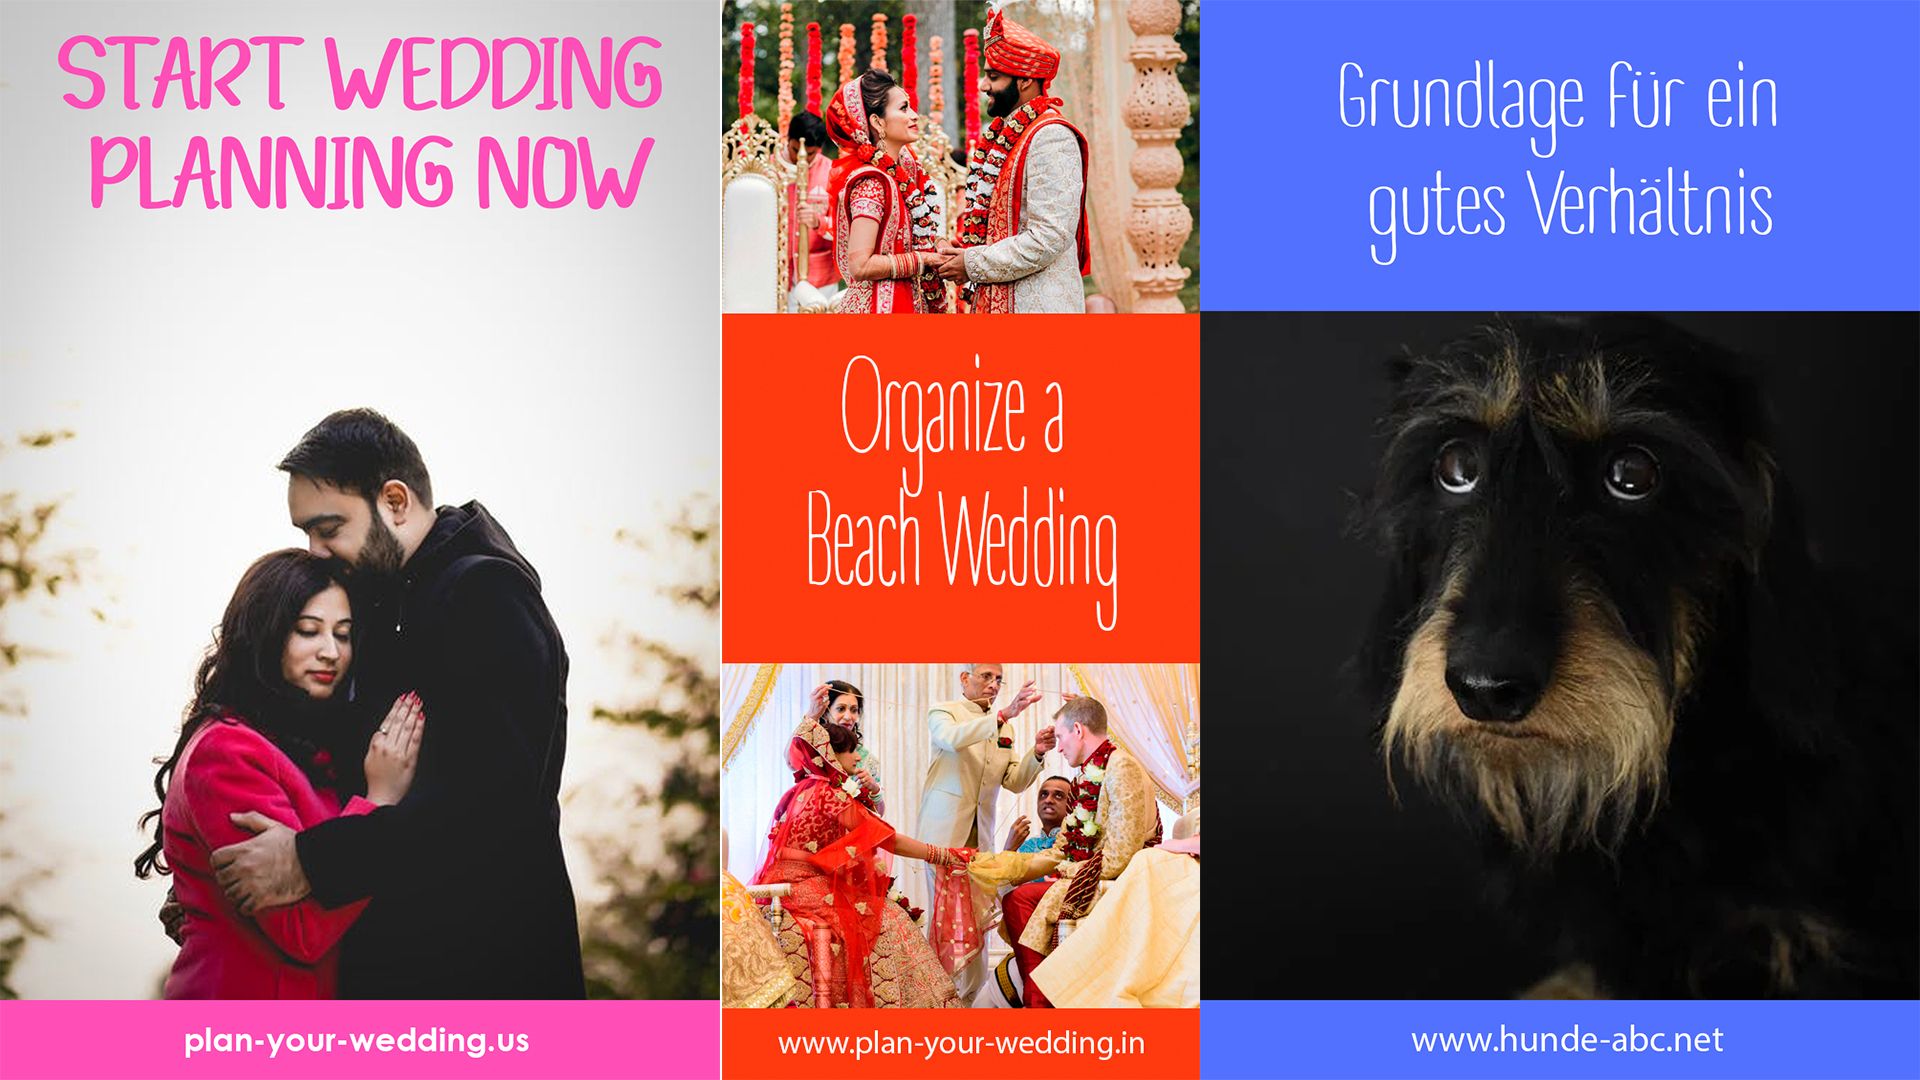 START WEDDING
PLANNING NOW
plan-your-wedding.us
Organize a
Beach Wedding
www.plan-your-wedding.in
Grundlage für ein
gutes Verhältnis
www.hunde-abc.net